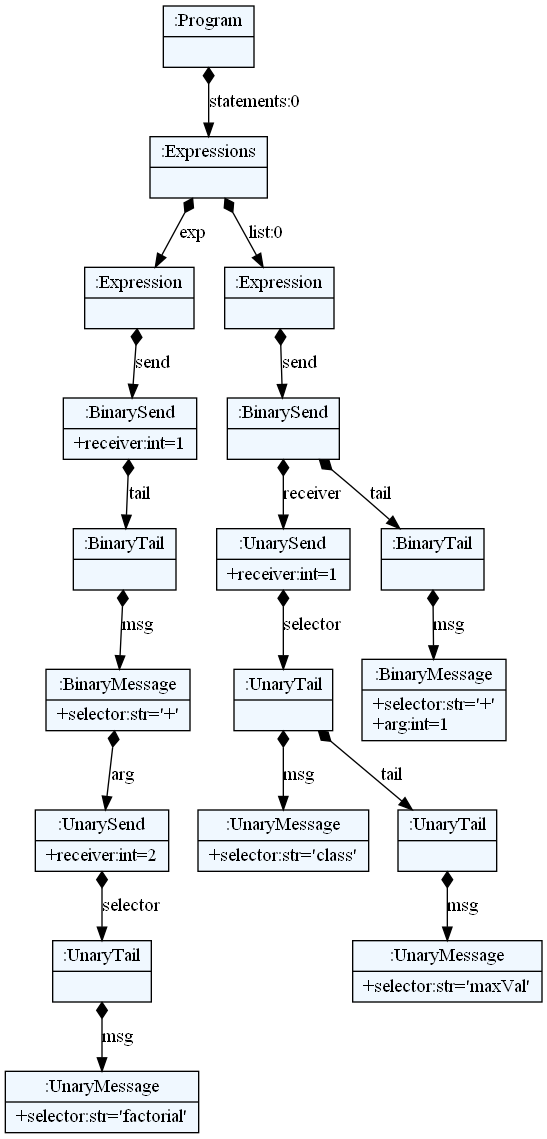 :Program
statements:0
:Expressions
exp
list:0
:Expression
:Expression
send
send
:BinarySend
+receiver:int=1
:BinarySend
tail
receiver
tail
:BinaryTail
:UnarySend
+receiver:int=1
:BinaryTail
msg
selector
msg
:BinaryMessage
+selector:str='+'
:UnaryTail
:BinaryMessage
+selector:str='+'
+arg:int=1
arg
msg
tail
:UnarySend
+receiver:int=2
:UnaryMessage
+selector:str='class'
:UnaryTail
selector
msg
:UnaryTail
:UnaryMessage
+selector:str='maxVal'
msg
:UnaryMessage
+selector:str='factorial'